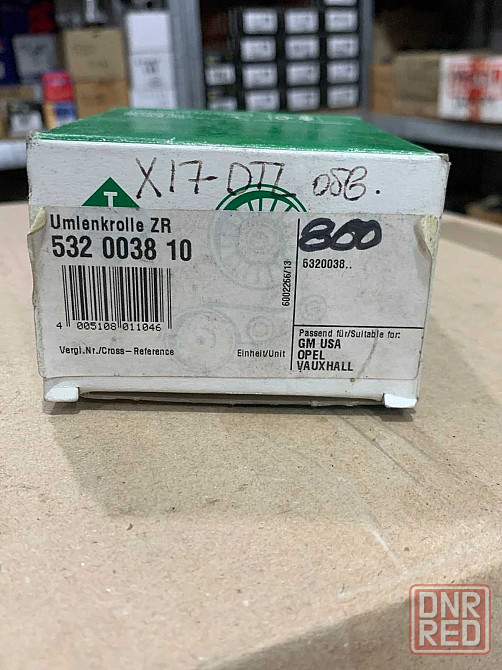 X17-DTL обв.
T
Umlenkrolle ZR
532 0038 10
800
5320038..
6002266/13
4 005108 011046
Vergl.Nr./Cross-Reference
Einheit/Unit
Passend für/Suitable for:
GM USA
OPEL
VAUXHALL
DNR
RED